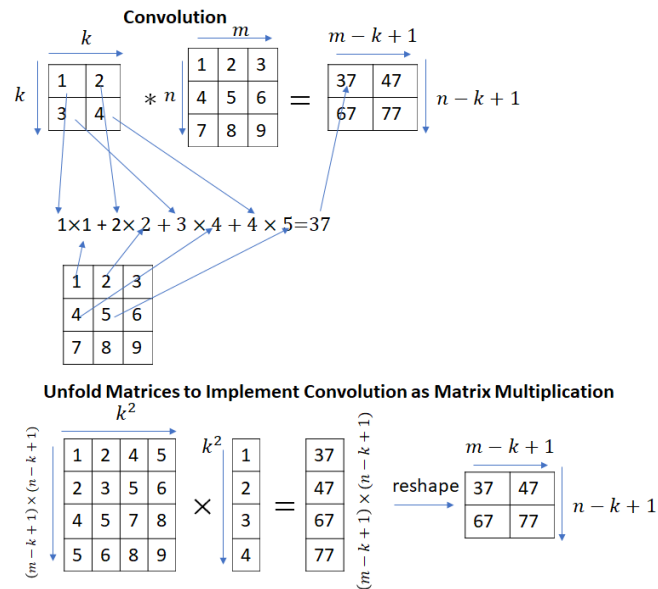 Convolution
k
m
m − k + 1
k
1 2
3 4
∗
n
1 2 3
4 5 6
7 8 9
=
37 47
67 77
n − k + 1
1×1 + 2× 2 + 3 × 4 + 4 × 5=37
1 2 3
4 5 6
7 8 9
Unfold Matrices to Implement Convolution as Matrix Multiplication
k²
(m − k + 1) × (n − k + 1)
1 2 4 5
2 3 5 6
4 5 7 8
5 6 8 9
×
k²
1
2
3
4
=
37
47
67
77
(m − k + 1) × (n − k + 1)
reshape
m − k + 1
37 47
67 77
n − k + 1